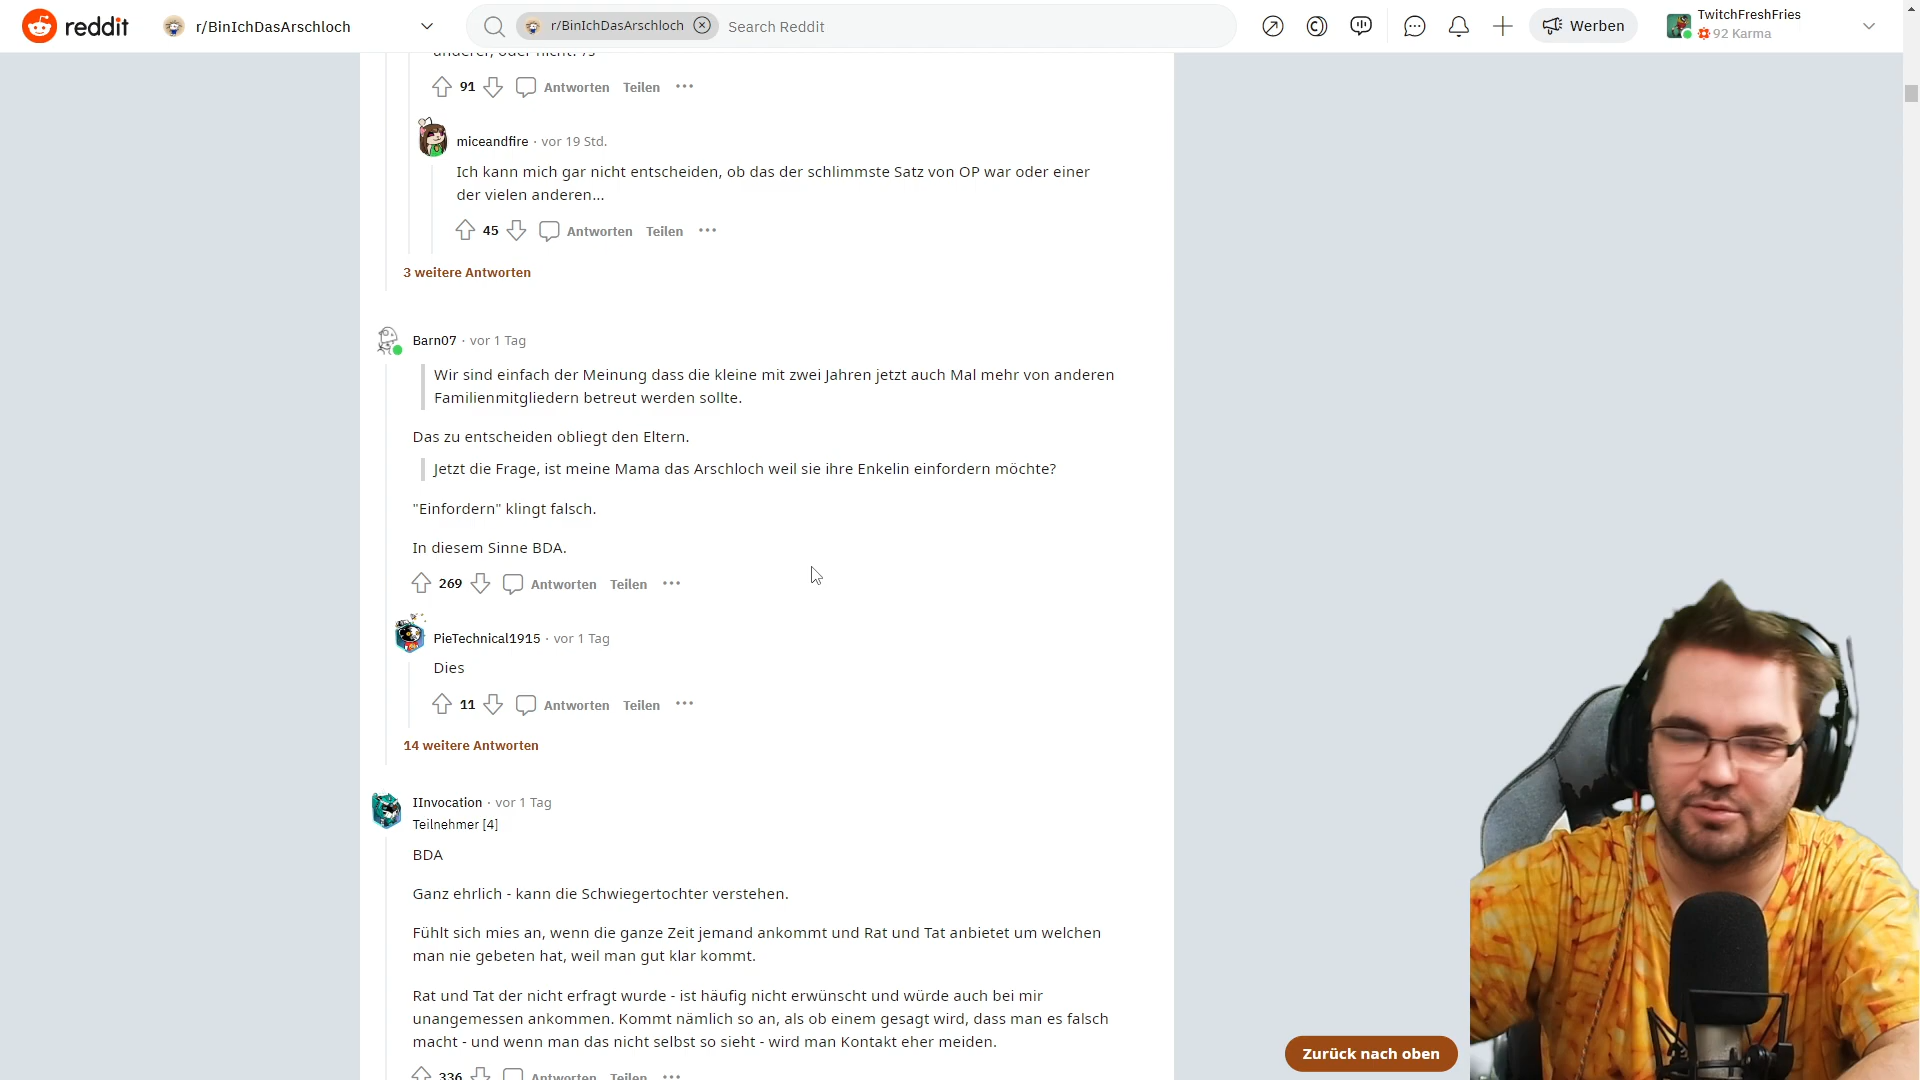 reddit
r/BinIchDasArschloch
r/BinIchDasArschloch
Search Reddit
Werben
TwitchFreshFries
92 Karma
anderer, oder nicht? /s
91
Antworten
Teilen
miceandfire · vor 19 Std.
Ich kann mich gar nicht entscheiden, ob das der schlimmste Satz von OP war oder einer
der vielen anderen...
45
Antworten
Teilen
3 weitere Antworten
Barn07 · vor 1 Tag
Wir sind einfach der Meinung dass die kleine mit zwei Jahren jetzt auch Mal mehr von anderen
Familienmitgliedern betreut werden sollte.
Das zu entscheiden obliegt den Eltern.
Jetzt die Frage, ist meine Mama das Arschloch weil sie ihre Enkelin einfordern möchte?
"Einfordern" klingt falsch.
In diesem Sinne BDA.
269
Antworten
Teilen
PieTechnical1915 · vor 1 Tag
Dies
11
Antworten
Teilen
14 weitere Antworten
IInvocation · vor 1 Tag
Teilnehmer [4]
BDA
Ganz ehrlich - kann die Schwiegertochter verstehen.
Fühlt sich mies an, wenn die ganze Zeit jemand ankommt und Rat und Tat anbietet um welchen
man nie gebeten hat, weil man gut klar kommt.
Rat und Tat der nicht erfragt wurde - ist häufig nicht erwünscht und würde auch bei mir
unangemessen ankommen. Kommt nämlich so an, als ob einem gesagt wird, dass man es falsch
macht - und wenn man das nicht selbst so sieht - wird man Kontakt eher meiden.
336
Antworten
Teilen
Zurück nach oben